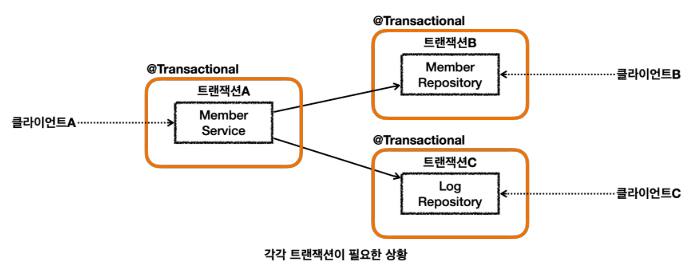 @Transactional
트랜잭션B
Member
Repository
클라이언트B
@Transactional
트랜잭션A
Member
Service
클라이언트A
@Transactional
트랜잭션C
Log
Repository
클라이언트C
각각 트랜잭션이 필요한 상황